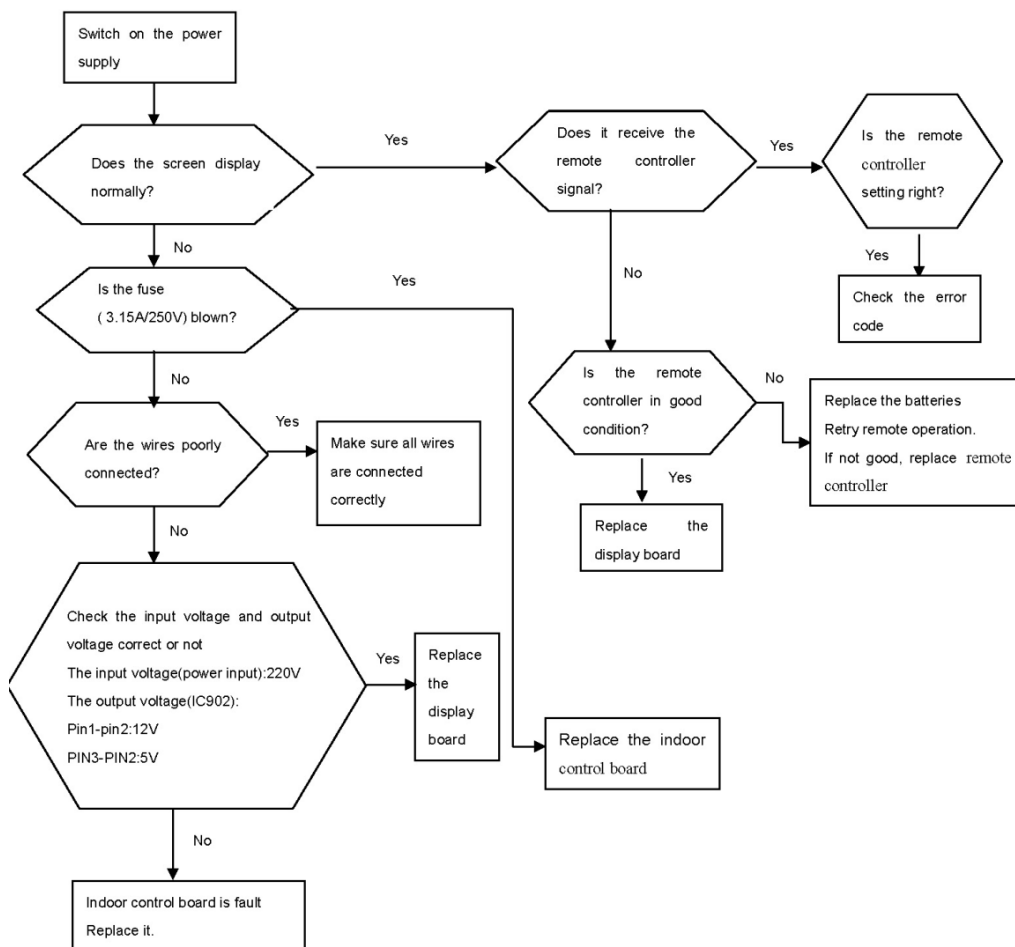 Switch on the power
supply
Does the screen display
normally?
Yes
Does it receive the
remote controller
signal?
Yes
Is the remote
controller
setting right?
Yes
Check the error
code
No
Is the remote
controller in good
condition?
No
Replace the batteries
Retry remote operation.
If not good, replace remote
controller
Yes
Replace the
display board
No
Is the fuse
( 3.15A/250V) blown?
Yes
Replace the indoor
control board
No
Are the wires poorly
connected?
Yes
Make sure all wires
are connected
correctly
No
Check the input voltage and output
voltage correct or not
The input voltage(power input):220V
The output voltage(IC902):
Pin1-pin2:12V
PIN3-PIN2:5V
Yes
Replace
the
display
board
No
Indoor control board is fault
Replace it.